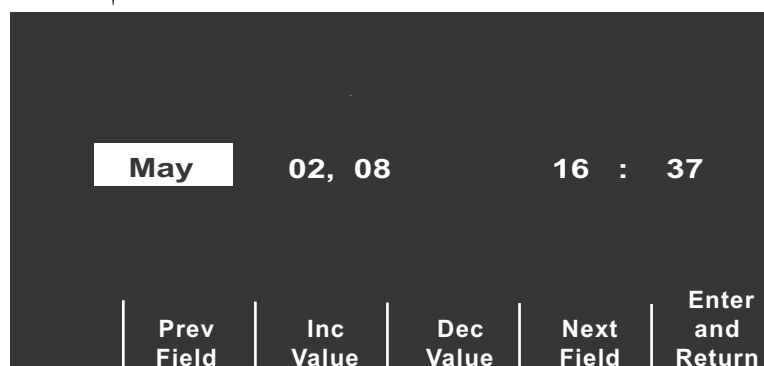 May 02, 08 16 : 37
Prev Field
Inc Value
Dec Value
Next Field
Enter and Return